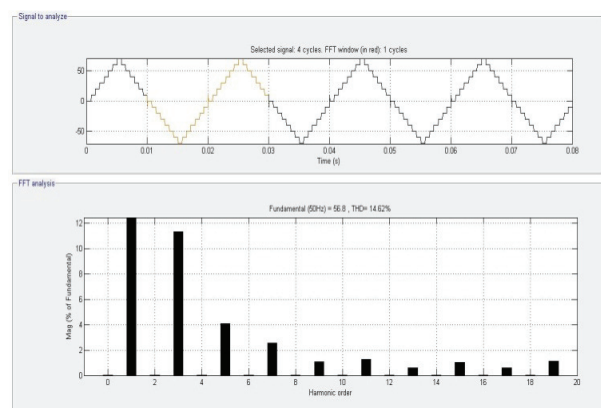 Signal to analyze
Selected signal: 4 cycles. FFT window (in red): 1 cycles
50
0
-50
0 0.01 0.02 0.03 0.04 0.05 0.06 0.07 0.08
Time (s)
FFT analysis
Fundamental (50Hz) = 56.8 , THD= 14.62%
Mag (% of Fundamental)
12
10
8
6
4
2
0
0 2 4 6 8 10 12 14 16 18 20
Harmonic order